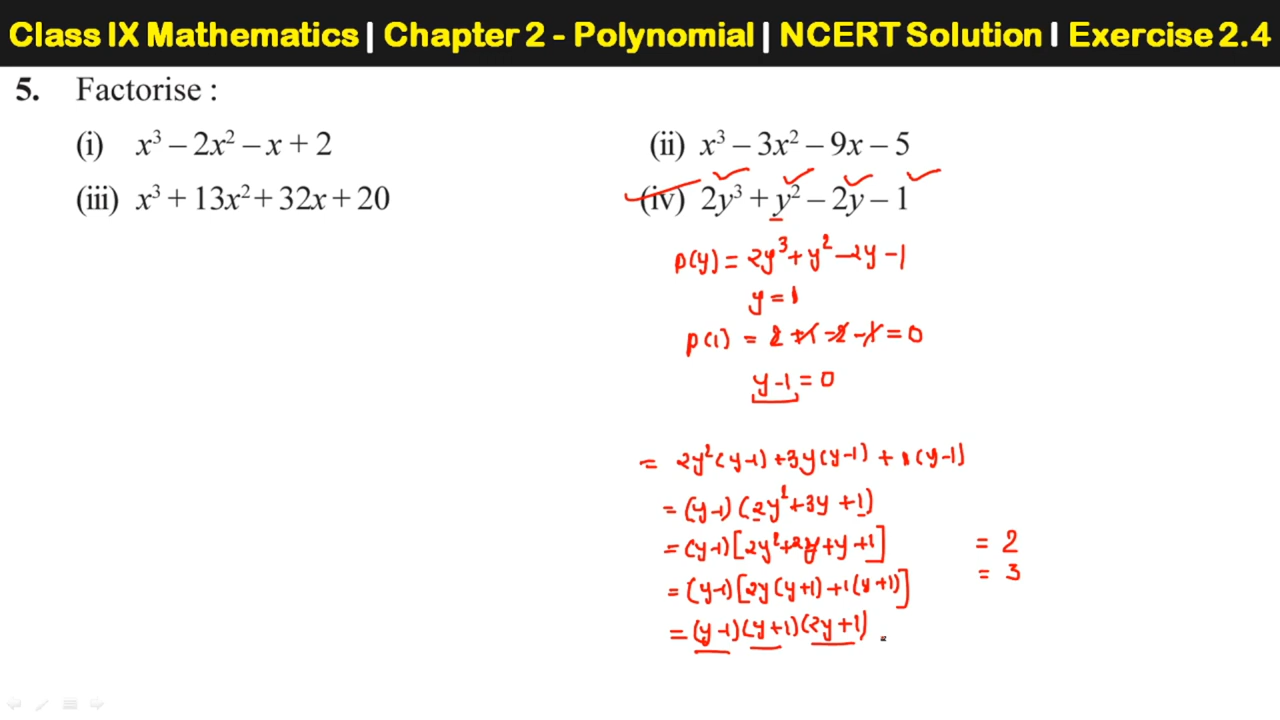 Class IX Mathematics | Chapter 2 - Polynomial | NCERT Solution | Exercise 2.4
5. Factorise :
(i) x³ – 2x² – x + 2
(ii) x³ – 3x² – 9x – 5
(iii) x³ + 13x² + 32x + 20
(iv) 2y³ + y² – 2y – 1
p(y) = 2y³ + y² – 2y – 1
y = 1
p(1) = 2 + 1 – 2 – 1 = 0
y – 1 = 0
= 2y²(y–1) + 3y(y–1) + 1(y–1)
= (y–1)(2y² + 3y + 1)
= (y–1)[2y² + 2y + y + 1]
= 2
= 3
= (y–1)[2y(y+1) + 1(y+1)]
= (y–1)(y+1)(2y+1)